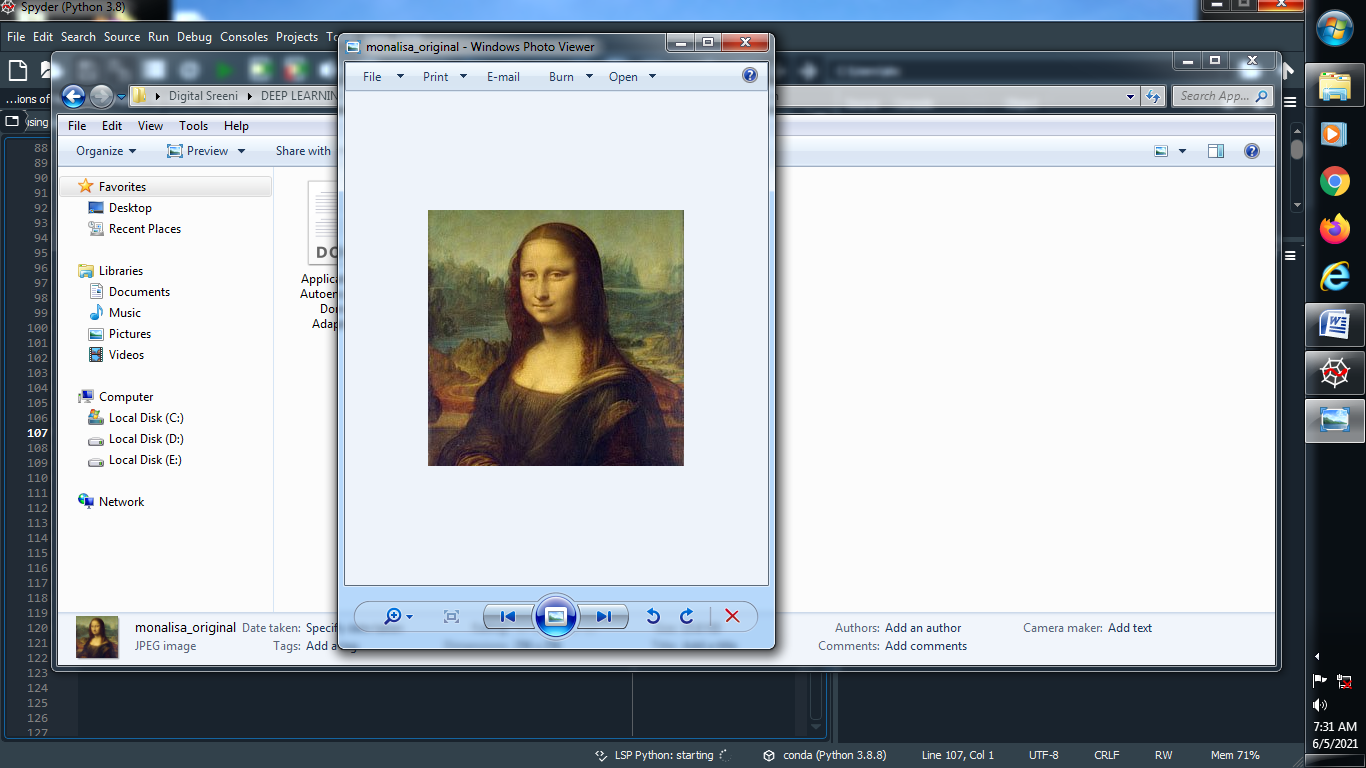 Spyder (Python 3.8)
File Edit Search Source Run Debug Consoles Projects
monalisa_original - Windows Photo Viewer
File Print E-mail Burn Open
...ions of
Digital Sreeni DEEP LEARNIN
Search App...
File Edit View Tools Help
Organize Preview Share with
Favorites
Desktop
Recent Places
Libraries
Documents
Music
Pictures
Videos
Computer
Local Disk (C:)
Local Disk (D:)
Local Disk (E:)
Network
88
89
90
91
92
93
94
95
96
97
98
99
100
101
102
103
104
105
106
107
108
109
110
111
112
113
114
115
116
117
118
119
120
121
122
123
124
125
126
127
monalisa_original Date taken:
JPEG image Tags:
Authors: Add an author
Comments: Add comments
Camera maker: Add text
LSP Python: starting conda (Python 3.8.8) Line 107, Col 1 UTF-8 CRLF RW Mem 71%
7:31 AM
6/5/2021